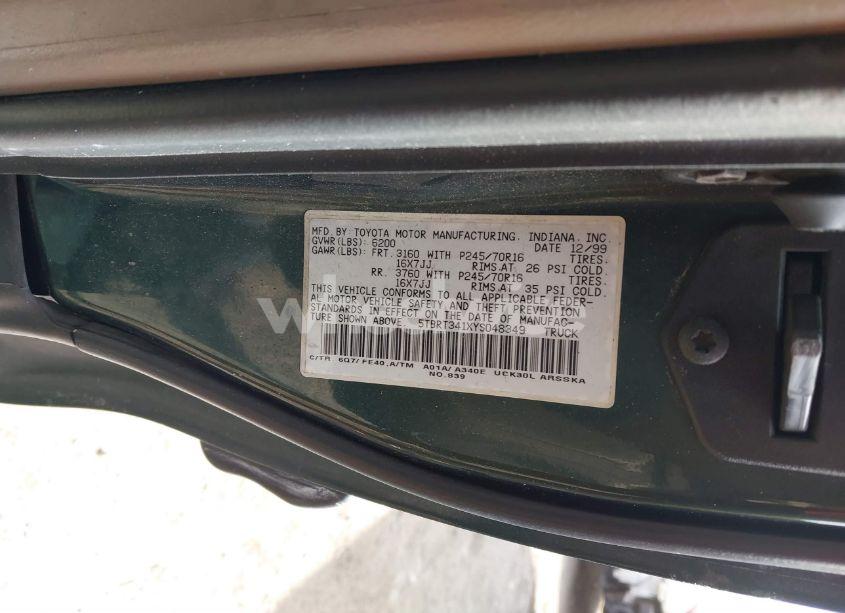 MFD. BY: TOYOTA MOTOR MANUFACTURING, INDIANA, INC.
GVWR(LBS): 6200 DATE 12/99
GAWR(LBS): FRT. 3160 WITH P245/70R16 TIRES.
16X7JJ RIMS.AT 26 PSI COLD.
RR. 3760 WITH P245/70R16 TIRES.
16X7JJ RIMS.AT 35 PSI COLD.
THIS VEHICLE CONFORMS TO ALL APPLICABLE FEDER-
AL MOTOR VEHICLE SAFETY AND THEFT PREVENTION
STANDARDS IN EFFECT ON THE DATE OF MANUFAC-
TURE SHOWN ABOVE. 5TBRT341XYS048349 TRUCK
C/TR 6Q7/FE40,A/TM A01A/A340E UCK30L ARSSKA
NO.839